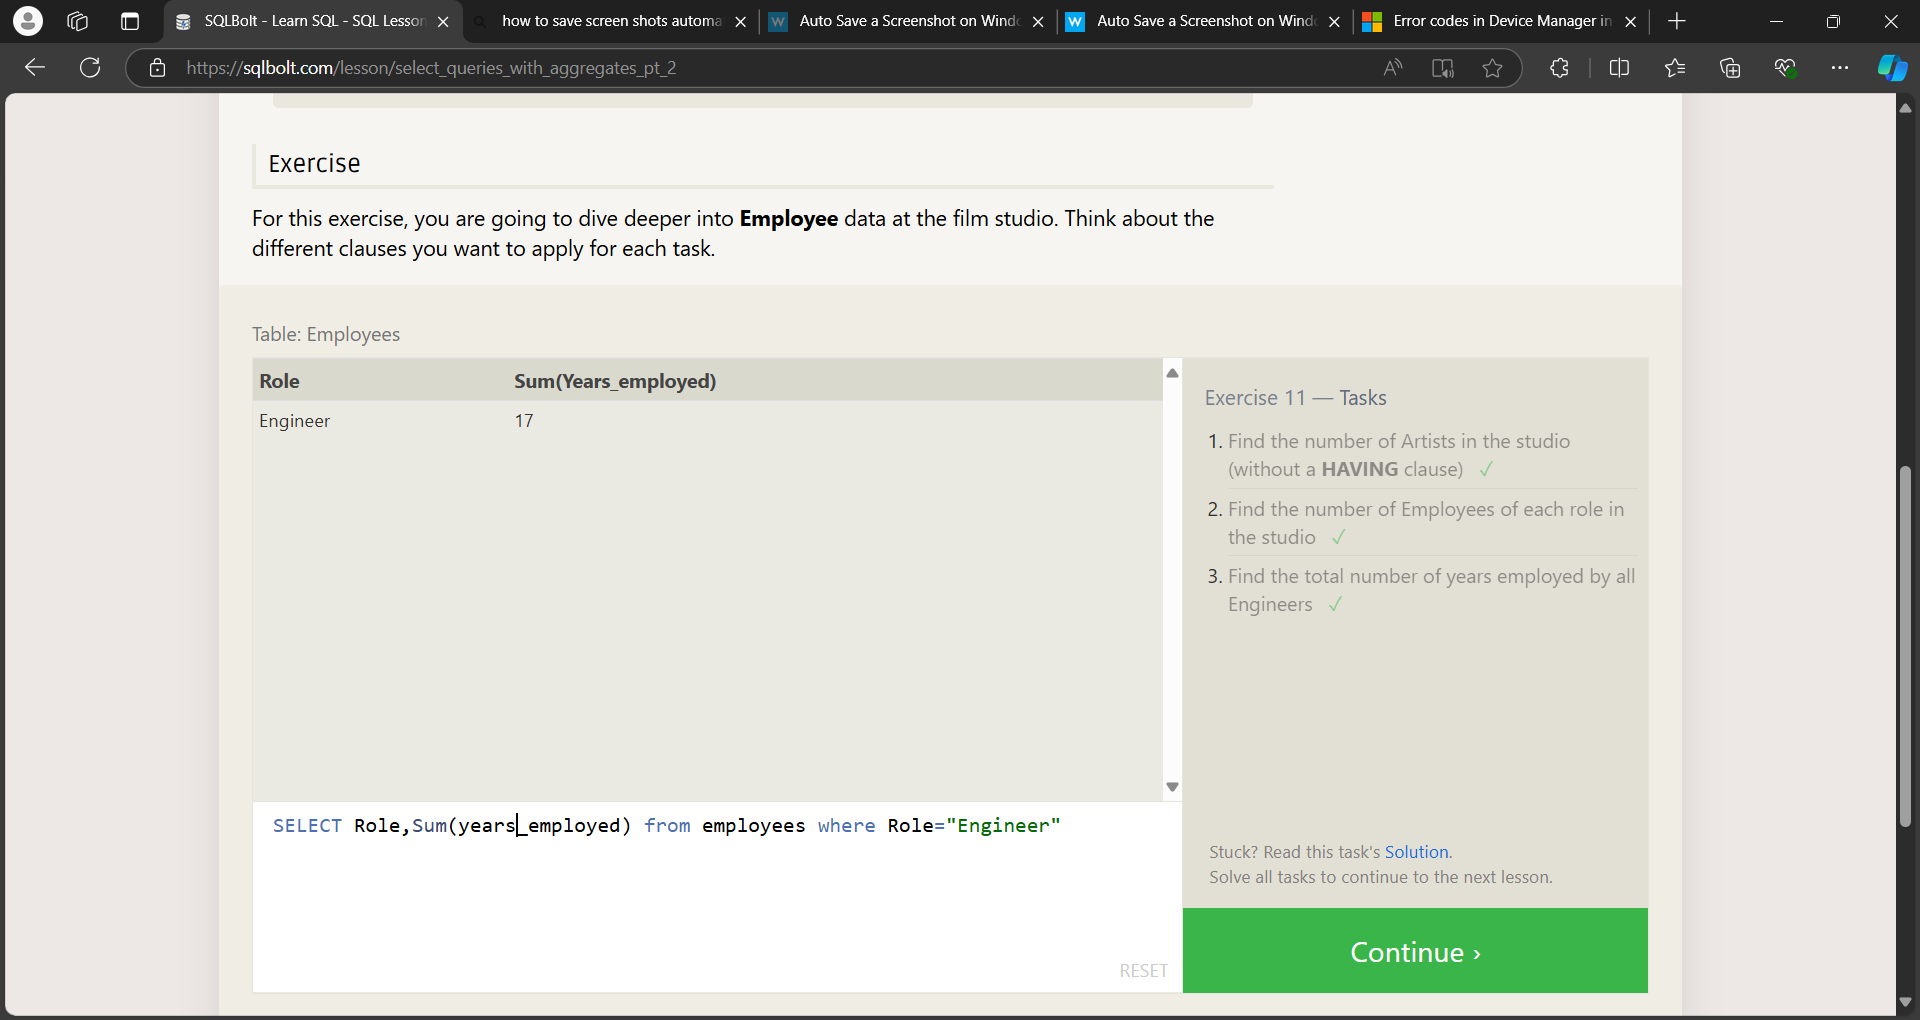 SQLBolt - Learn SQL - SQL Lesson
how to save screen shots automa
Auto Save a Screenshot on Windo
Auto Save a Screenshot on Windo
Error codes in Device Manager in
https://sqlbolt.com/lesson/select_queries_with_aggregates_pt_2
Exercise
For this exercise, you are going to dive deeper into Employee data at the film studio. Think about the
different clauses you want to apply for each task.
Table: Employees
Role Sum(Years_employed)
Engineer 17
Exercise 11 — Tasks
1. Find the number of Artists in the studio
(without a HAVING clause) ✓
2. Find the number of Employees of each role in
the studio ✓
3. Find the total number of years employed by all
Engineers ✓
SELECT Role,Sum(years_employed) from employees where Role="Engineer"
RESET
Stuck? Read this task's Solution.
Solve all tasks to continue to the next lesson.
Continue ›